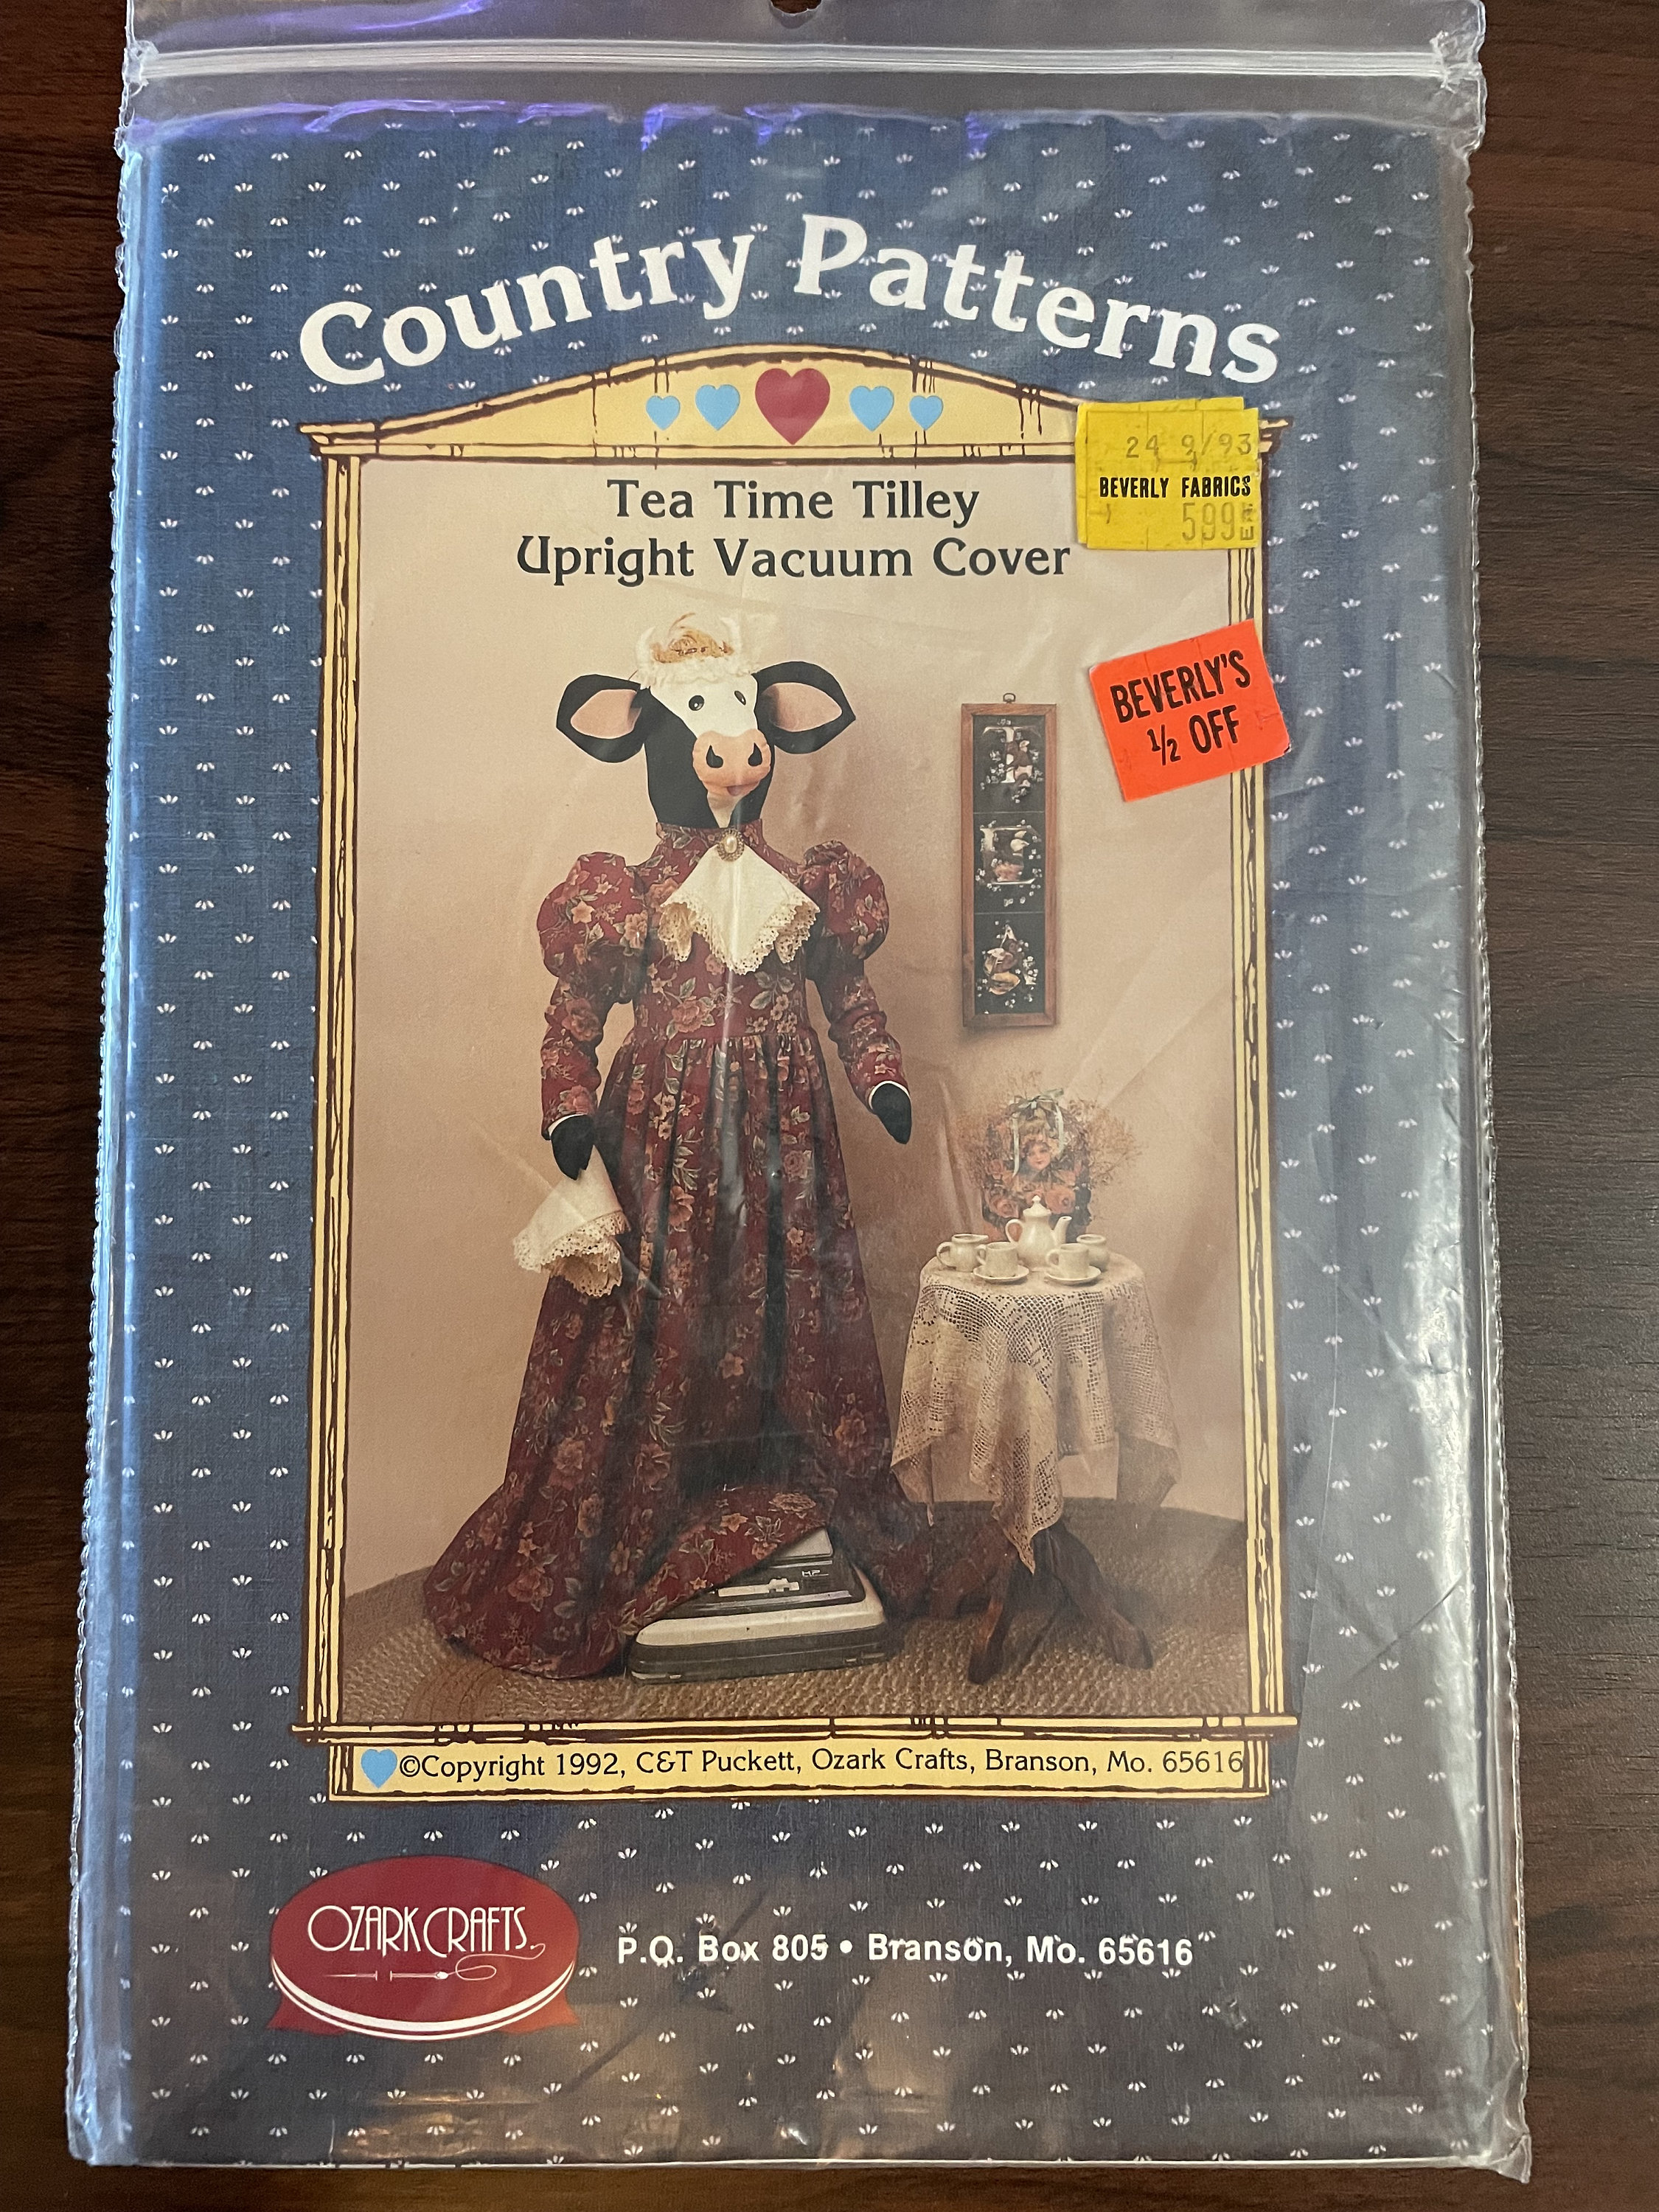 Country Patterns
24 9/93
BEVERLY FABRICS
599 EA
Tea Time Tilley
Upright Vacuum Cover
BEVERLY'S
1/2 OFF
©Copyright 1992, C&T Puckett, Ozark Crafts, Branson, Mo. 65616
OZARK CRAFTS
P.O. Box 805 • Branson, Mo. 65616